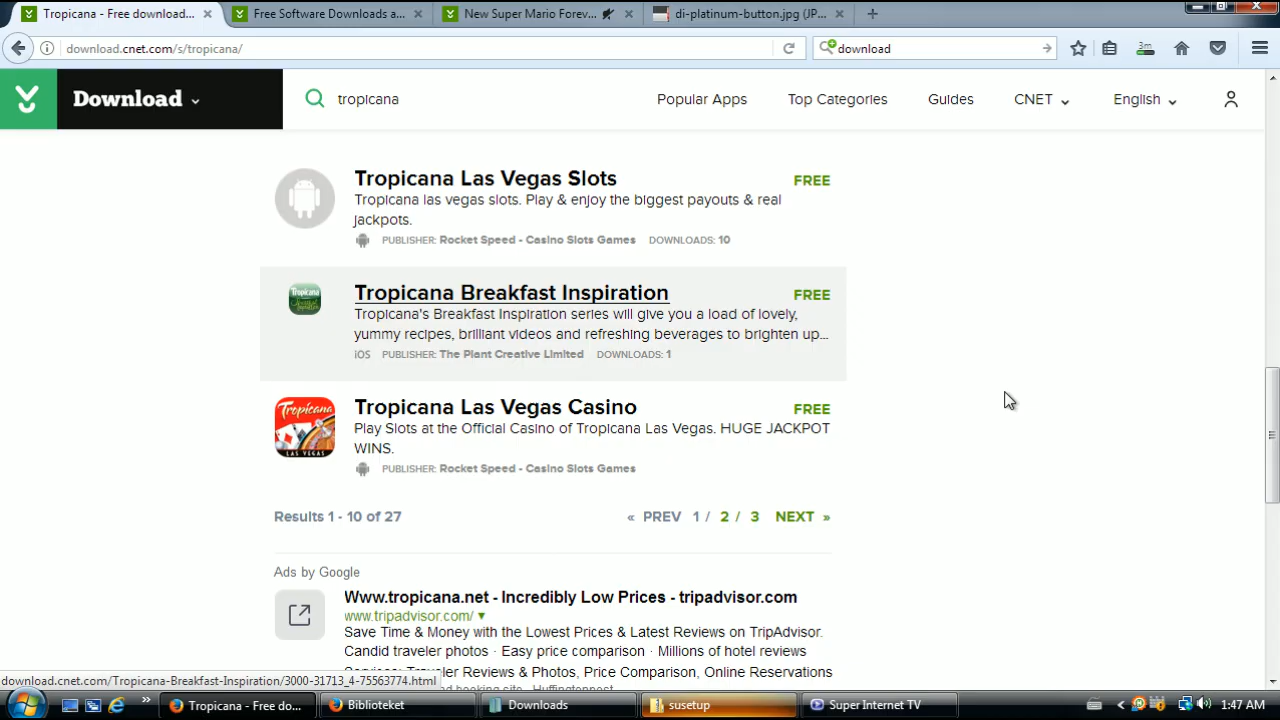 Tropicana - Free download...
Free Software Downloads a...
New Super Mario Forev...
di-platinum-button.jpg (JP...
download.cnet.com/s/tropicana/
download
3m
Download
tropicana
Popular Apps
Top Categories
Guides
CNET
English
Tropicana Las Vegas Slots
FREE
Tropicana las vegas slots. Play & enjoy the biggest payouts & real
jackpots.
PUBLISHER: Rocket Speed - Casino Slots Games DOWNLOADS: 10
Tropicana Breakfast Inspiration
FREE
Tropicana's Breakfast Inspiration series will give you a load of lovely,
yummy recipes, brilliant videos and refreshing beverages to brighten up...
iOS PUBLISHER: The Plant Creative Limited DOWNLOADS: 1
Tropicana
LAS VEGAS
Tropicana Las Vegas Casino
FREE
Play Slots at the Official Casino of Tropicana Las Vegas. HUGE JACKPOT
WINS.
PUBLISHER: Rocket Speed - Casino Slots Games
Results 1 - 10 of 27
« PREV 1 / 2 / 3 NEXT »
Ads by Google
Www.tropicana.net - Incredibly Low Prices - tripadvisor.com
www.tripadvisor.com/
Save Time & Money with the Lowest Prices & Latest Reviews on TripAdvisor.
Candid traveler photos · Easy price comparison · Millions of hotel reviews
Services: Traveler Reviews & Photos, Price Comparison, Online Reservations
download.cnet.com/Tropicana-Breakfast-Inspiration/3000-31713_4-75563774.html
Tropicana - Free do...
Biblioteket
Downloads
susetup
Super Internet TV
1:47 AM